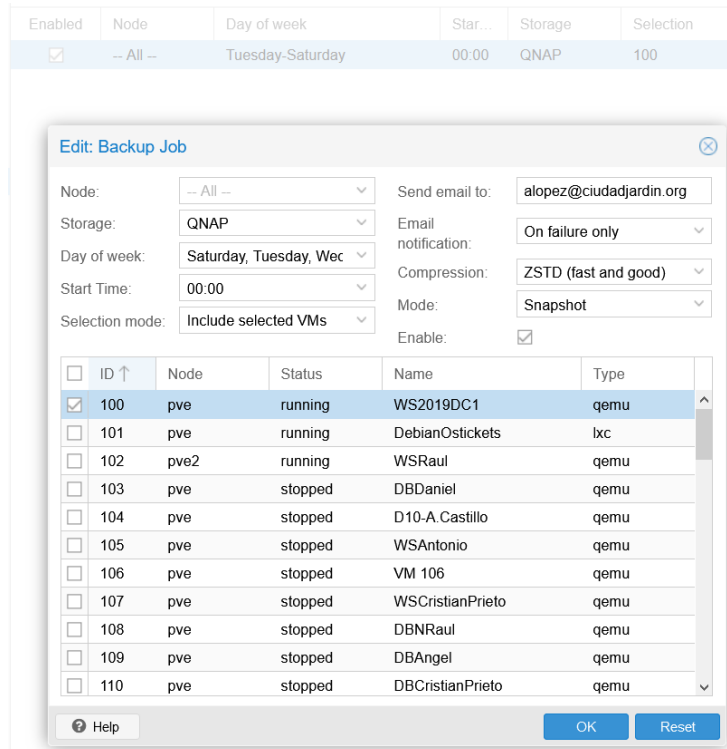 Enabled Node Day of week Star... Storage Selection
-- All -- Tuesday-Saturday 00:00 QNAP 100
Edit: Backup Job
Node: -- All -- Send email to: alopez@ciudadjardin.org
Storage: QNAP Email notification: On failure only
Day of week: Saturday, Tuesday, Wec Compression: ZSTD (fast and good)
Start Time: 00:00 Mode: Snapshot
Selection mode: Include selected VMs Enable:
ID ↑ Node Status Name Type
100 pve running WS2019DC1 qemu
101 pve running DebianOstickets lxc
102 pve2 running WSRaul qemu
103 pve stopped DBDaniel qemu
104 pve stopped D10-A.Castillo qemu
105 pve stopped WSAntonio qemu
106 pve stopped VM 106 qemu
107 pve stopped WSCristianPrieto qemu
108 pve stopped DBNRaul qemu
109 pve stopped DBAngel qemu
110 pve stopped DBCristianPrieto qemu
Help OK Reset